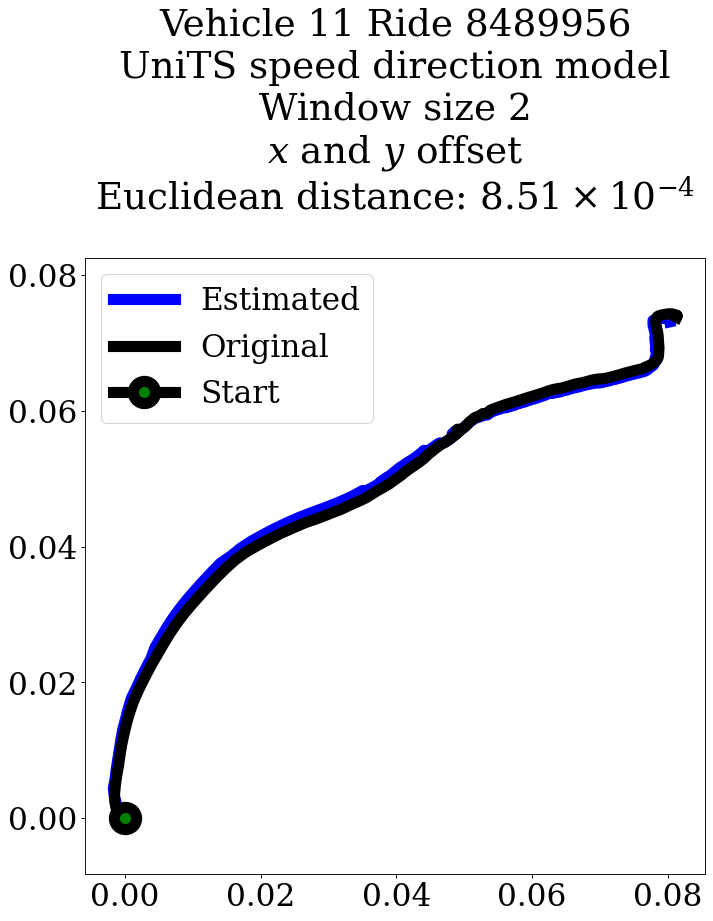 Vehicle 11 Ride 8489956
UniTS speed direction model
Window size 2
x and y offset
Euclidean distance: 8.51 × 10⁻⁴
0.08
0.06
0.04
0.02
0.00
Estimated
Original
Start
0.00 0.02 0.04 0.06 0.08